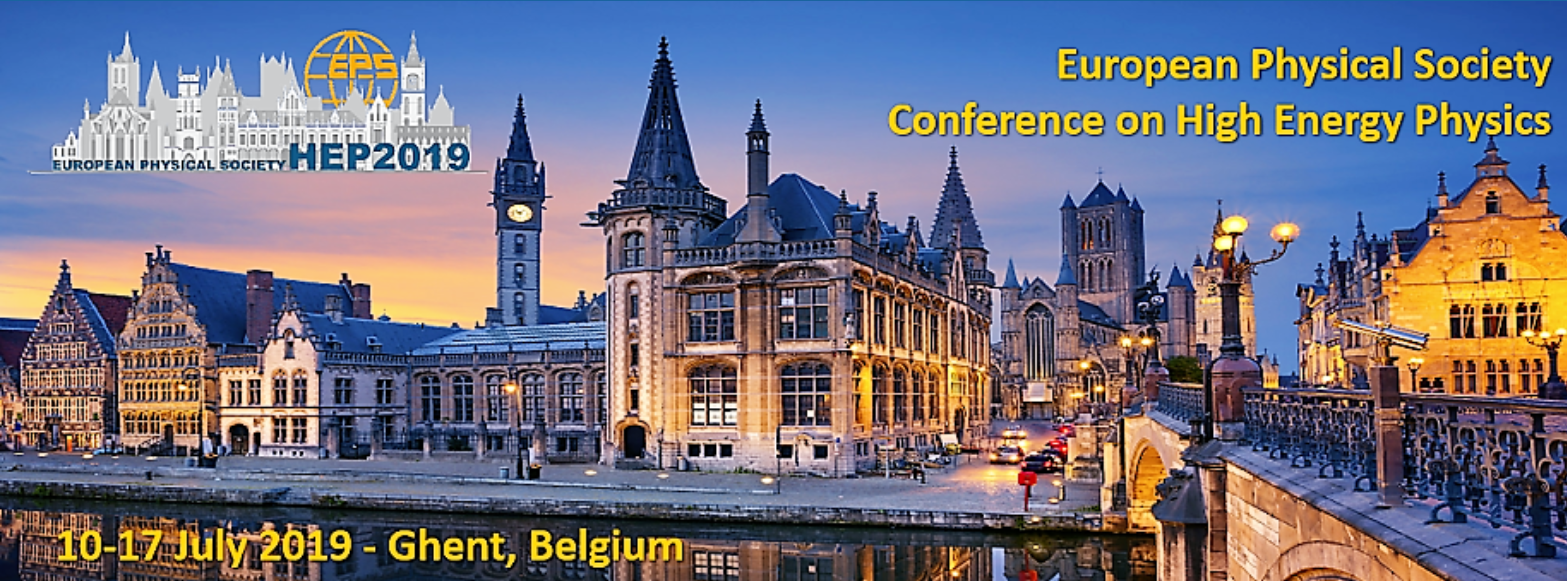 EPS
EUROPEAN PHYSICAL SOCIETY HEP2019
European Physical Society
Conference on High Energy Physics
10-17 July 2019 - Ghent, Belgium